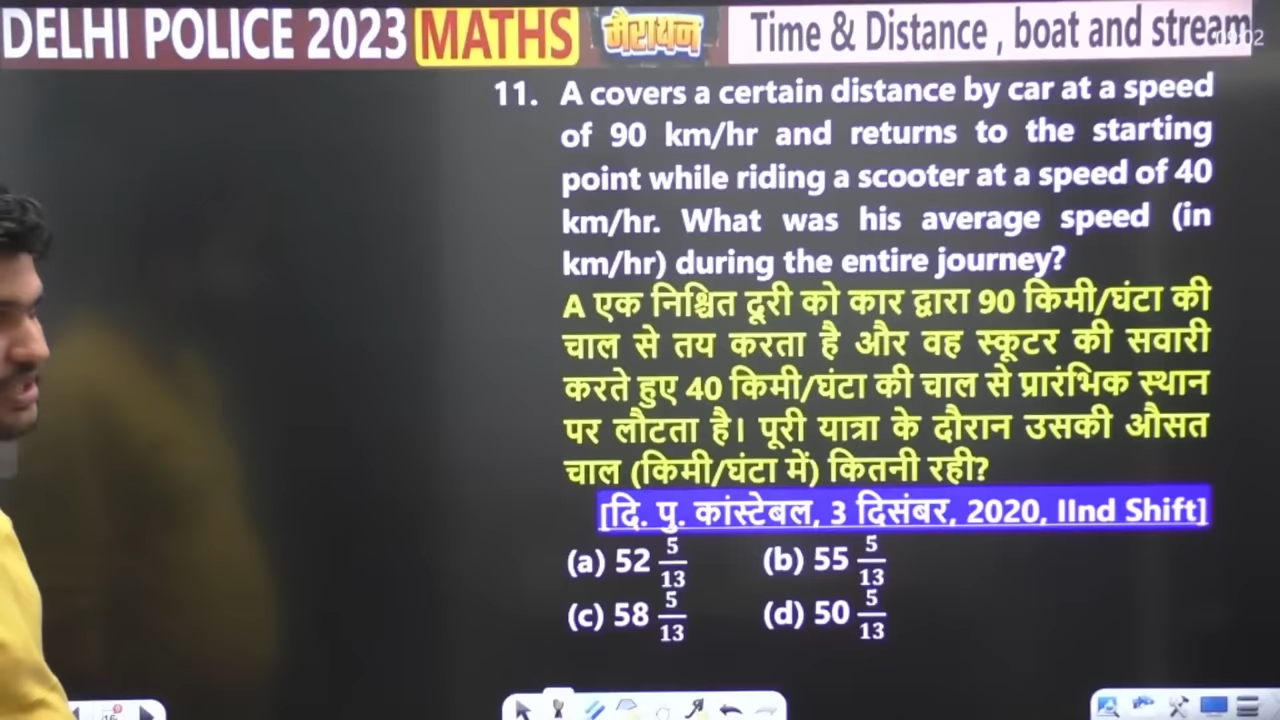 DELHI POLICE 2023 MATHS मैराथन Time & Distance , boat and stream
11. A covers a certain distance by car at a speed
of 90 km/hr and returns to the starting
point while riding a scooter at a speed of 40
km/hr. What was his average speed (in
km/hr) during the entire journey?
A एक निश्चित दूरी को कार द्वारा 90 किमी/घंटा की
चाल से तय करता है और वह स्कूटर की सवारी
करते हुए 40 किमी/घंटा की चाल से प्रारंभिक स्थान
पर लौटता है। पूरी यात्रा के दौरान उसकी औसत
चाल (किमी/घंटा में) कितनी रही?
[दि. पु. कांस्टेबल, 3 दिसंबर, 2020, IInd Shift]
(a) 52 5/13 (b) 55 5/13
(c) 58 5/13 (d) 50 5/13